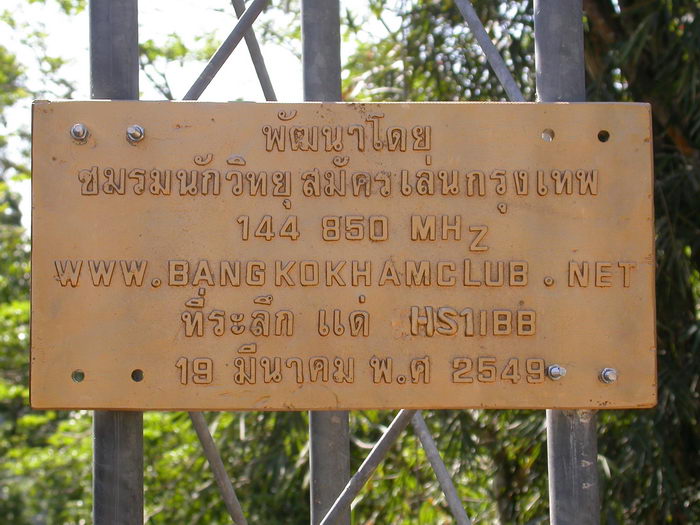 พัฒนาโดย
ชมรมนักวิทยุสมัครเล่นกรุงเทพ
144 850 MHZ
WWW.BANGKOKHAMCLUB.NET
ที่ระลึก แด่ HS1IBB
19 มีนาคม พ.ศ 2549